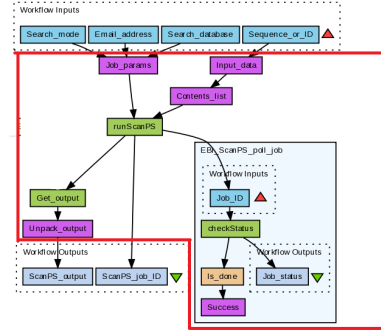 Workflow Inputs
Search_mode
Email_address
Search_database
Sequence_or_ID
Job_params
Input_data
Contents_list
runScanPS
EBI_ScanPS_poll_job
Workflow Inputs
Get_output
Job_ID
Unpack_output
checkStatus
Workflow Outputs
Workflow Outputs
ScanPS_output
ScanPS_job_ID
Is_done
Job_status
Success